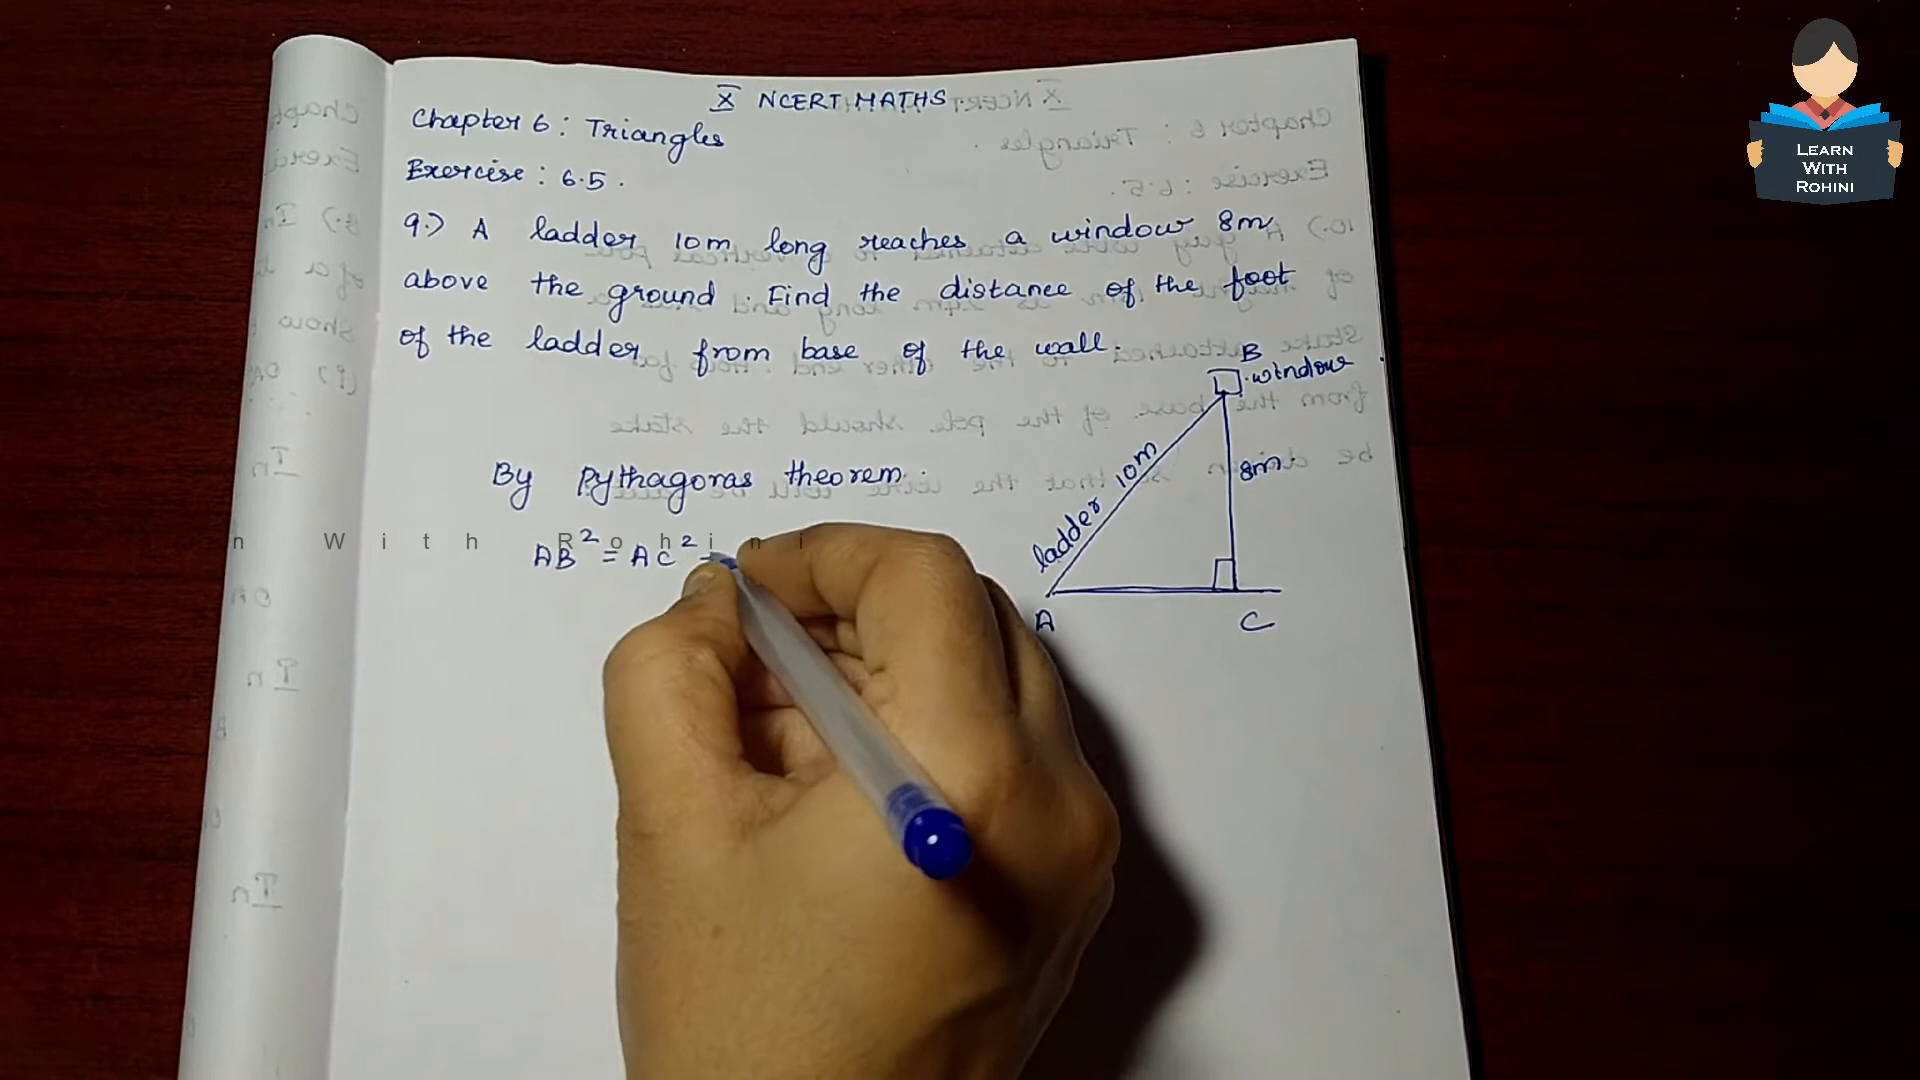 X NCERT MATHS.
Chapter 6 : Triangles
Exercise : 6.5 .
9.) A ladder 10m long reaches a window 8m
above the ground . Find the distance of the foot
of the ladder from base of the wall.
B
window
ladder 10m
8m.
A
C
By Pythagoras theorem.
AB² = AC²
n With Rohini
LEARN
WITH
ROHINI